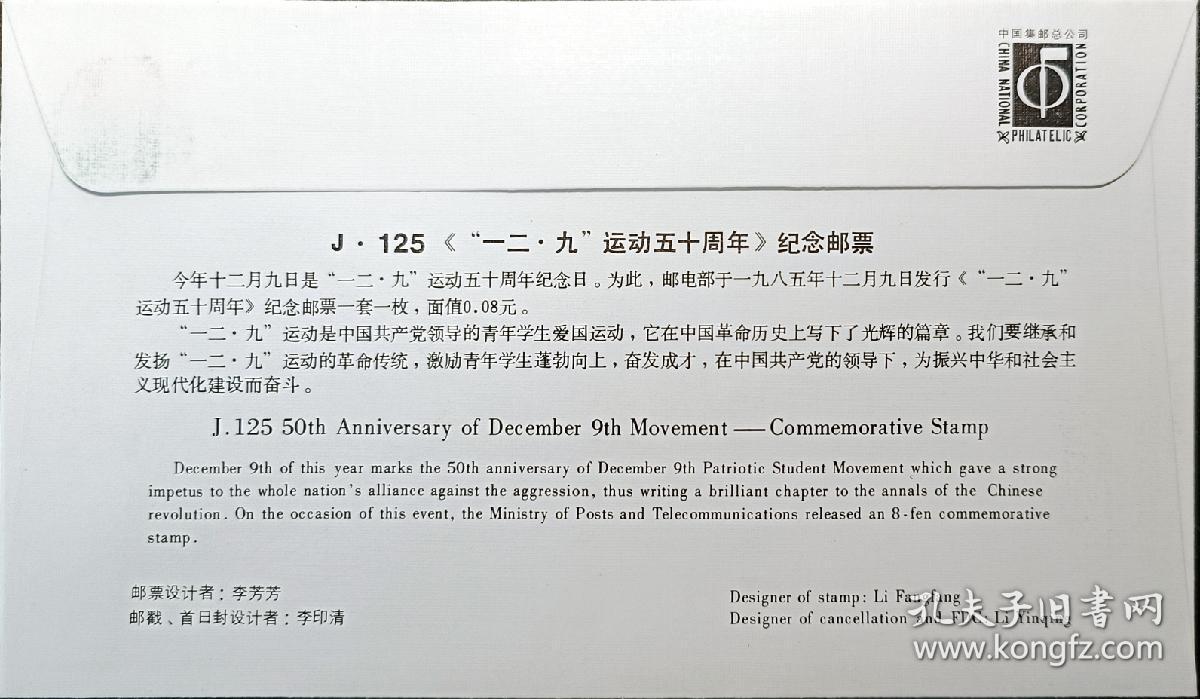 中国集邮总公司
CHINA NATIONAL
PHILATELIC
CORPORATION
J·125《“一二·九”运动五十周年》纪念邮票
今年十二月九日是“一二·九”运动五十周年纪念日。为此，邮电部于一九八五年十二月九日发行《“一二·九”
运动五十周年》纪念邮票一套一枚，面值0.08元。
“一二·九”运动是中国共产党领导的青年学生爱国运动，它在中国革命历史上写下了光辉的篇章。我们要继承和
发扬“一二·九”运动的革命传统，激励青年学生蓬勃向上，奋发成才，在中国共产党的领导下，为振兴中华和社会主
义现代化建设而奋斗。
J.125 50th Anniversary of December 9th Movement——Commemorative Stamp
December 9th of this year marks the 50th anniversary of December 9th Patriotic Student Movement which gave a strong
impetus to the whole nation's alliance against the aggression, thus writing a brilliant chapter to the annals of the Chinese
revolution. On the occasion of this event, the Ministry of Posts and Telecommunications released an 8-fen commemorative
stamp.
邮票设计者：李芳芳
邮戳、首日封设计者：李印清
Designer of stamp: Li Fangfang
Designer of cancellation and FDC: Li Yinqing
孔夫子旧书网
www.kongfz.com